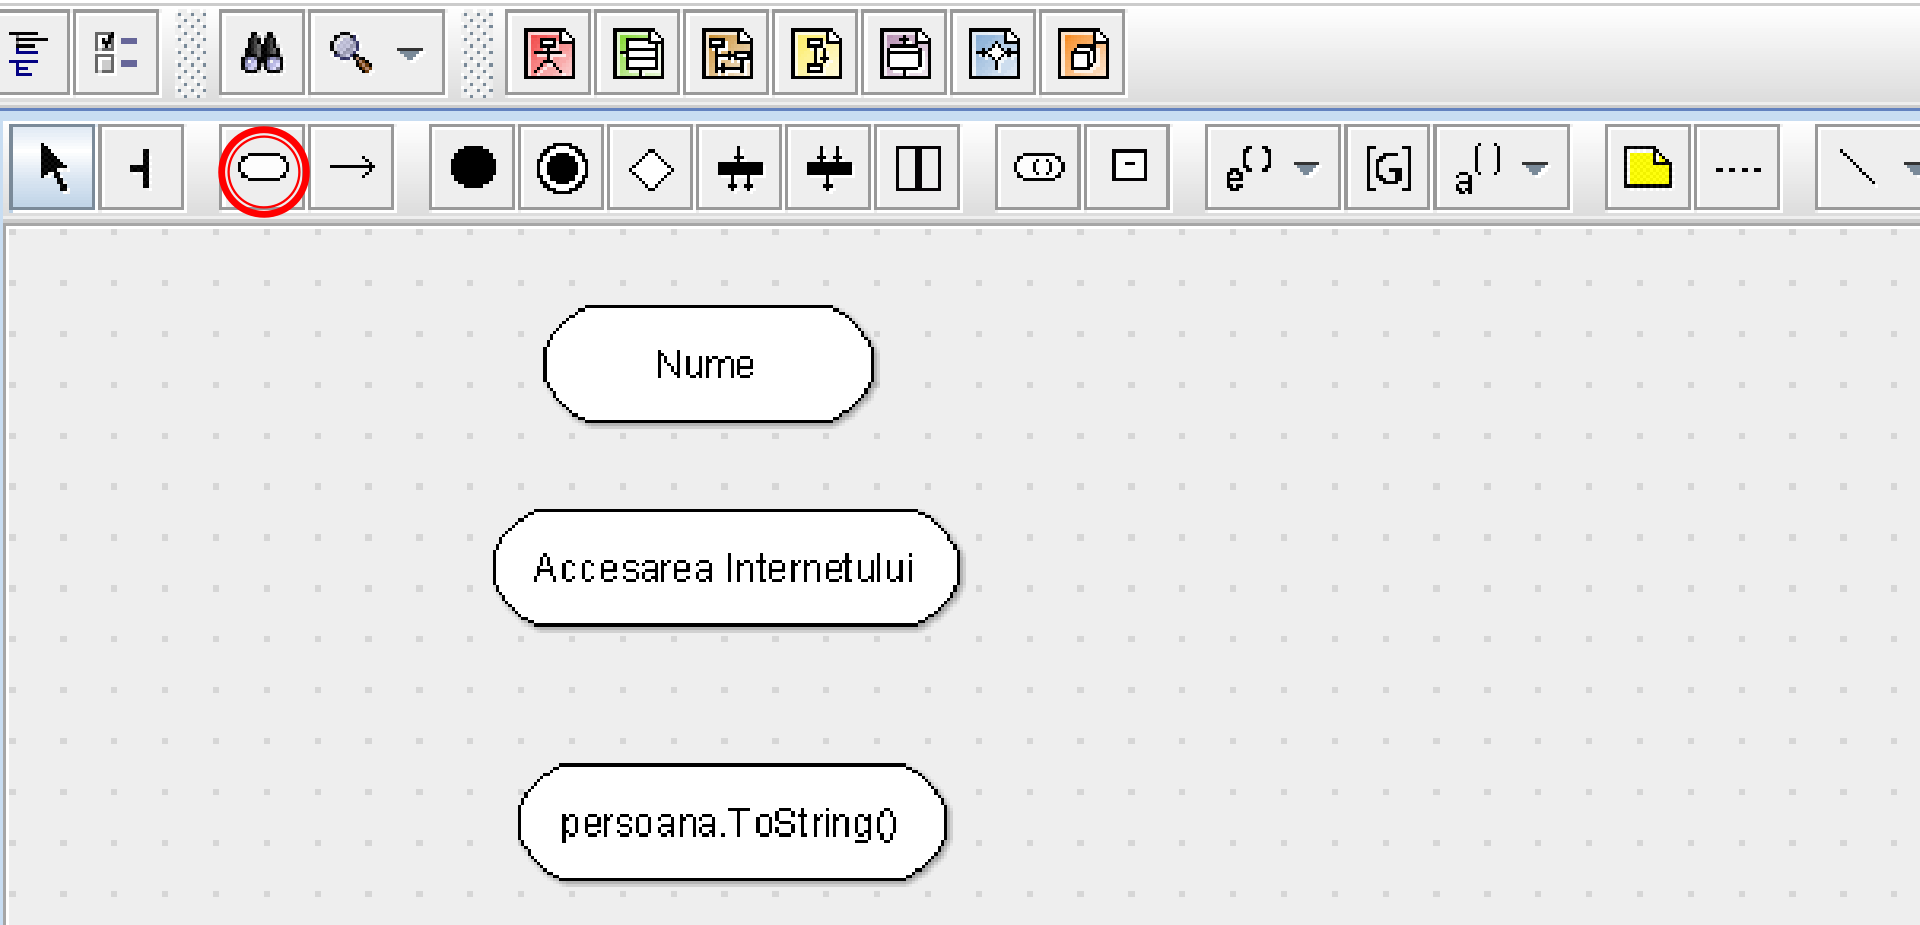 e()
[G]
a()
Nume
Accesarea Internetului
persoana.ToString()